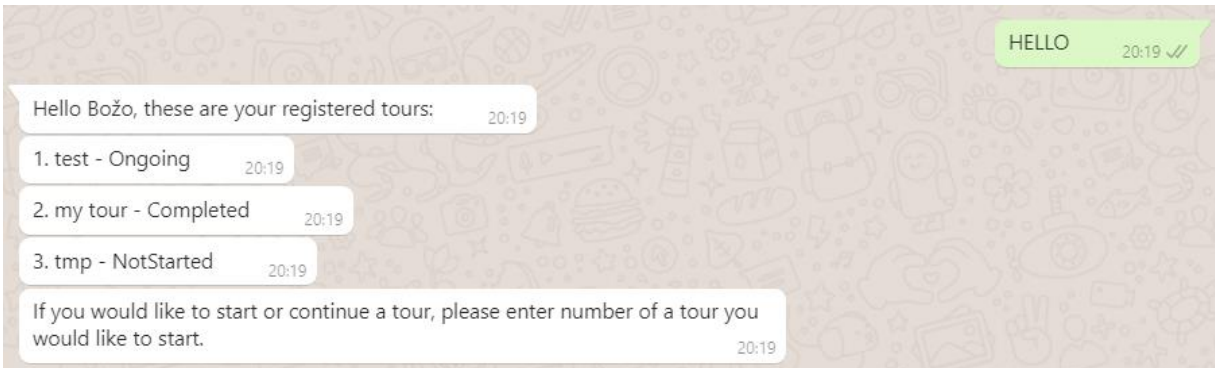 HELLO
20:19
Hello Božo, these are your registered tours:
20:19
1. test - Ongoing
20:19
2. my tour - Completed
20:19
3. tmp - NotStarted
20:19
If you would like to start or continue a tour, please enter number of a tour you
would like to start.
20:19